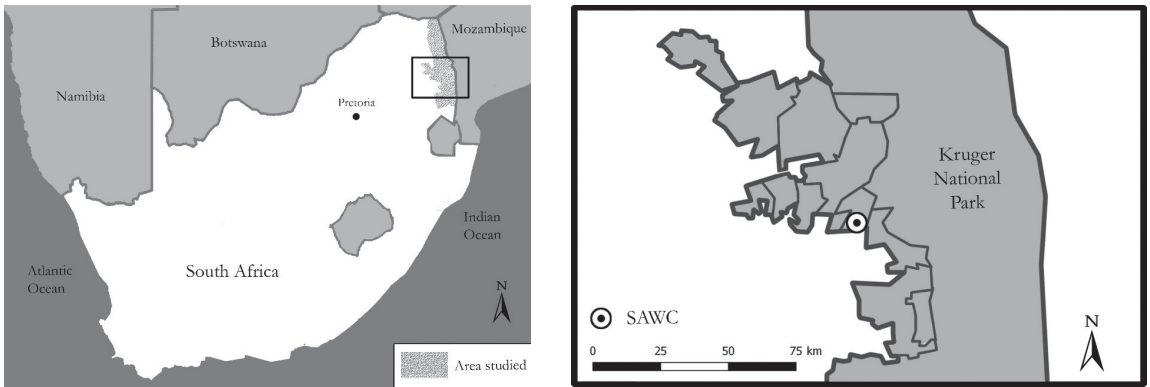 Mozambique
Botswana
Namibia
Pretoria
Indian
Ocean
South Africa
Atlantic
Ocean
N
Area studied
Kruger
National
Park
SAWC
N
0 25 50 75 km